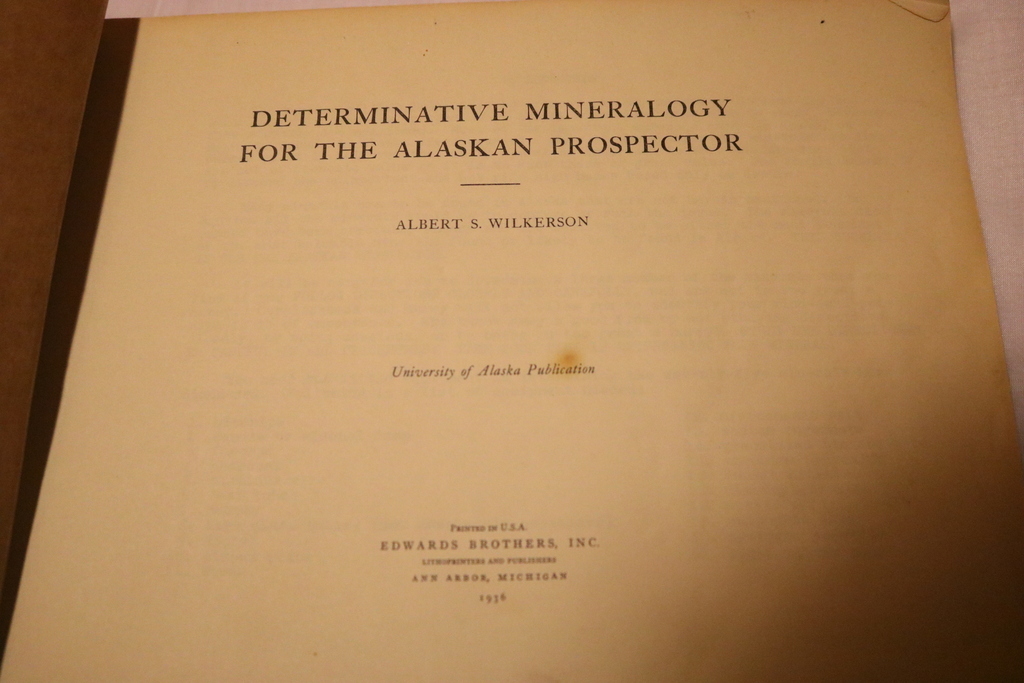 DETERMINATIVE MINERALOGY
FOR THE ALASKAN PROSPECTOR
ALBERT S. WILKERSON
University of Alaska Publication
PRINTED IN U.S.A.
EDWARDS BROTHERS, INC.
LITHOPRINTERS AND PUBLISHERS
ANN ARBOR, MICHIGAN
1936